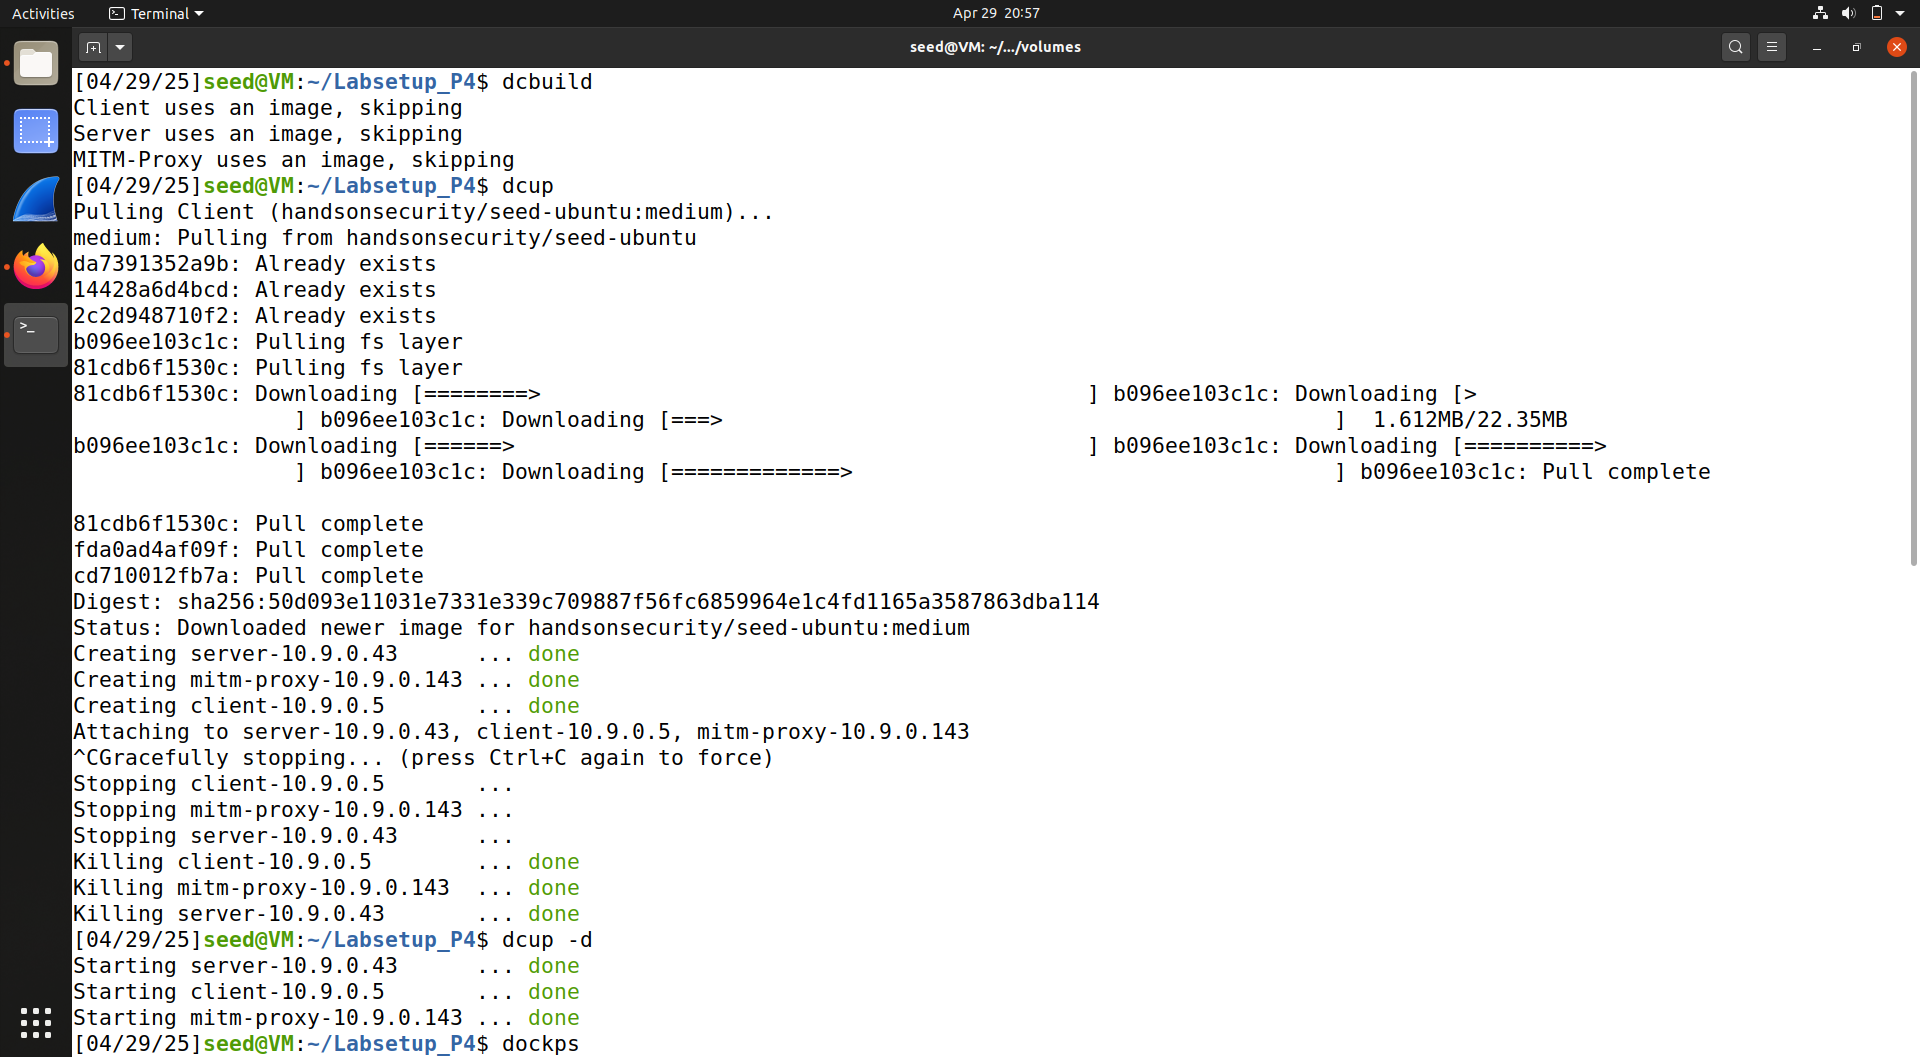 Activities
Terminal
Apr 29 20:57
seed@VM: ~/.../volumes
[04/29/25]seed@VM:~/Labsetup_P4$ dcbuild
Client uses an image, skipping
Server uses an image, skipping
MITM-Proxy uses an image, skipping
[04/29/25]seed@VM:~/Labsetup_P4$ dcup
Pulling Client (handsonsecurity/seed-ubuntu:medium)...
medium: Pulling from handsonsecurity/seed-ubuntu
da7391352a9b: Already exists
14428a6d4bcd: Already exists
2c2d948710f2: Already exists
b096ee103c1c: Pulling fs layer
81cdb6f1530c: Pulling fs layer
81cdb6f1530c: Downloading [========>                                          ] b096ee103c1c: Downloading [>
                 ] b096ee103c1c: Downloading [===>                                               ]  1.612MB/22.35MB
b096ee103c1c: Downloading [======>                                            ] b096ee103c1c: Downloading [==========>
                 ] b096ee103c1c: Downloading [=============>                                     ] b096ee103c1c: Pull complete
81cdb6f1530c: Pull complete
fda0ad4af09f: Pull complete
cd710012fb7a: Pull complete
Digest: sha256:50d093e11031e7331e339c709887f56fc6859964e1c4fd1165a3587863dba114
Status: Downloaded newer image for handsonsecurity/seed-ubuntu:medium
Creating server-10.9.0.43      ... done
Creating mitm-proxy-10.9.0.143 ... done
Creating client-10.9.0.5       ... done
Attaching to server-10.9.0.43, client-10.9.0.5, mitm-proxy-10.9.0.143
^CGracefully stopping... (press Ctrl+C again to force)
Stopping client-10.9.0.5       ...
Stopping mitm-proxy-10.9.0.143 ...
Stopping server-10.9.0.43      ...
Killing client-10.9.0.5        ... done
Killing mitm-proxy-10.9.0.143  ... done
Killing server-10.9.0.43       ... done
[04/29/25]seed@VM:~/Labsetup_P4$ dcup -d
Starting server-10.9.0.43      ... done
Starting client-10.9.0.5       ... done
Starting mitm-proxy-10.9.0.143 ... done
[04/29/25]seed@VM:~/Labsetup_P4$ dockps